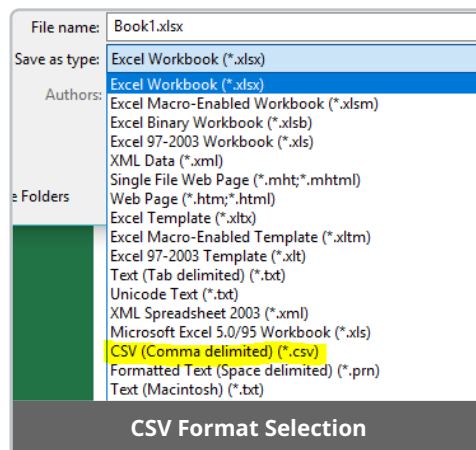 File name: Book1.xlsx
Save as type: Excel Workbook (*.xlsx)
Authors:
Excel Workbook (*.xlsx)
Excel Macro-Enabled Workbook (*.xlsm)
Excel Binary Workbook (*.xlsb)
Excel 97-2003 Workbook (*.xls)
XML Data (*.xml)
Single File Web Page (*.mht;*.mhtml)
e Folders
Web Page (*.htm;*.html)
Excel Template (*.xltx)
Excel Macro-Enabled Template (*.xltm)
Excel 97-2003 Template (*.xlt)
Text (Tab delimited) (*.txt)
Unicode Text (*.txt)
XML Spreadsheet 2003 (*.xml)
Microsoft Excel 5.0/95 Workbook (*.xls)
CSV (Comma delimited) (*.csv)
Formatted Text (Space delimited) (*.prn)
Text (Macintosh) (*.txt)
CSV Format Selection